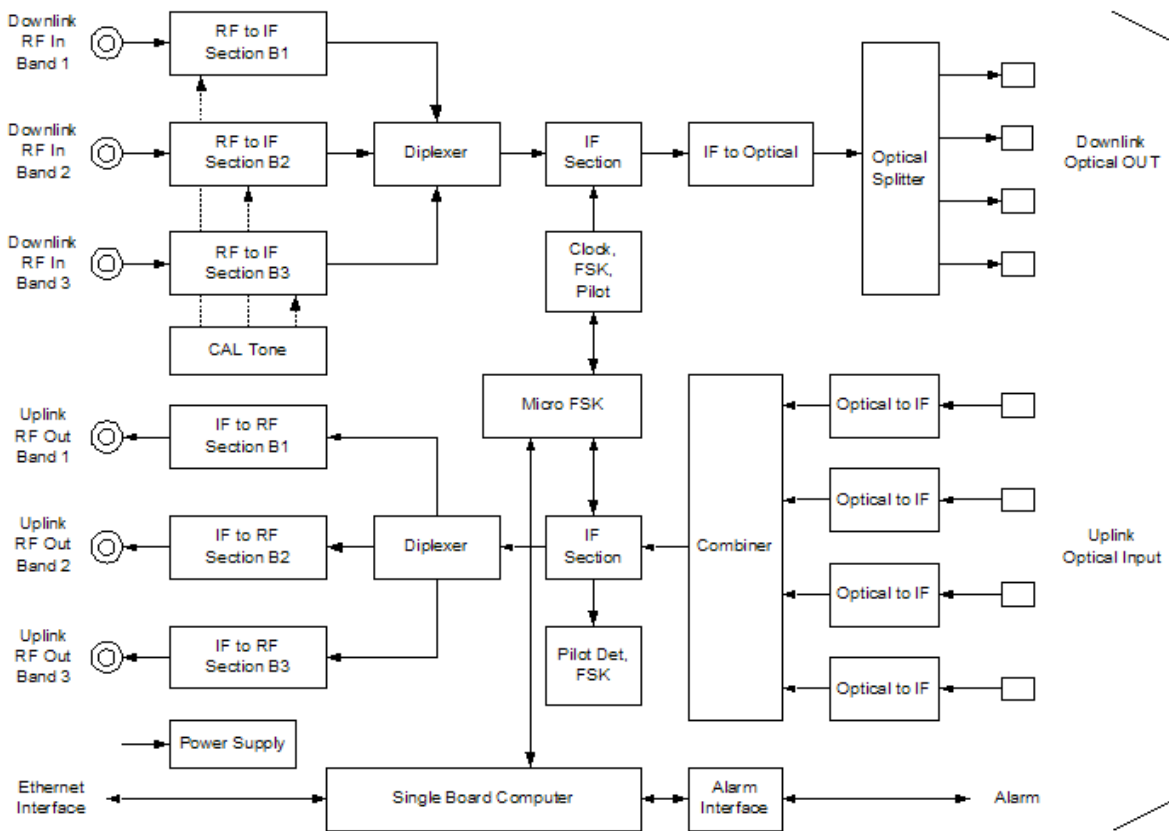 Downlink
RF In
Band 1
RF to IF
Section B1
Downlink
RF In
Band 2
RF to IF
Section B2
Diplexer
IF
Section
IF to Optical
Optical
Splitter
Downlink
Optical OUT
Downlink
RF In
Band 3
RF to IF
Section B3
Clock,
FSK,
Pilot
CAL Tone
Micro FSK
Uplink
RF Out
Band 1
IF to RF
Section B1
Optical to IF
Optical to IF
Uplink
RF Out
Band 2
IF to RF
Section B2
Diplexer
IF
Section
Combiner
Uplink
Optical Input
Optical to IF
Uplink
RF Out
Band 3
IF to RF
Section B3
Pilot Det,
FSK
Optical to IF
Power Supply
Ethernet
Interface
Single Board Computer
Alarm
Interface
Alarm